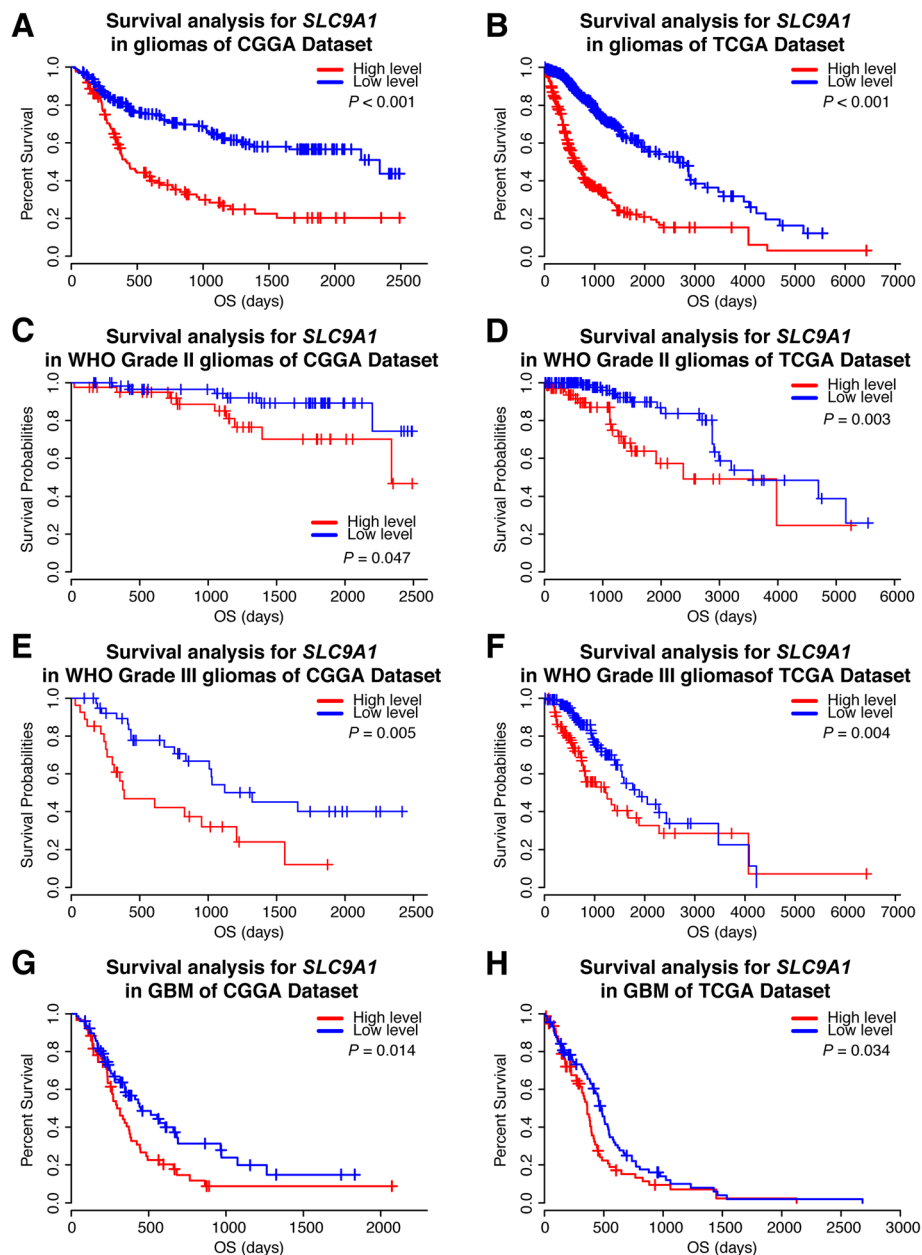 A
Survival analysis for SLC9A1
in gliomas of CGGA Dataset
High level
Low level
P < 0.001
Percent Survival
0.0 0.2 0.4 0.6 0.8 1.0
0 500 1000 1500 2000 2500
OS (days)
B
Survival analysis for SLC9A1
in gliomas of TCGA Dataset
High level
Low level
P < 0.001
Percent Survival
0.0 0.2 0.4 0.6 0.8 1.0
0 1000 2000 3000 4000 5000 6000 7000
OS (days)
C
Survival analysis for SLC9A1
in WHO Grade II gliomas of CGGA Dataset
High level
Low level
P = 0.047
Survival Probabilities
0.0 0.2 0.4 0.6 0.8 1.0
0 500 1000 1500 2000 2500
OS (days)
D
Survival analysis for SLC9A1
in WHO Grade II gliomas of TCGA Dataset
High level
Low level
P = 0.003
Survival Probabilities
0.0 0.2 0.4 0.6 0.8 1.0
0 1000 2000 3000 4000 5000 6000
OS (days)
E
Survival analysis for SLC9A1
in WHO Grade III gliomas of CGGA Dataset
High level
Low level
P = 0.005
Survival Probabilities
0.0 0.2 0.4 0.6 0.8 1.0
0 500 1000 1500 2000 2500
OS (days)
F
Survival analysis for SLC9A1
in WHO Grade III gliomasof TCGA Dataset
High level
Low level
P = 0.004
Survival Probabilities
0.0 0.2 0.4 0.6 0.8 1.0
0 1000 2000 3000 4000 5000 6000 7000
OS (days)
G
Survival analysis for SLC9A1
in GBM of CGGA Dataset
High level
Low level
P = 0.014
Percent Survival
0.0 0.2 0.4 0.6 0.8 1.0
0 500 1000 1500 2000
OS (days)
H
Survival analysis for SLC9A1
in GBM of TCGA Dataset
High level
Low level
P = 0.034
Percent Survival
0.0 0.2 0.4 0.6 0.8 1.0
0 500 1000 1500 2000 2500 3000
OS (days)